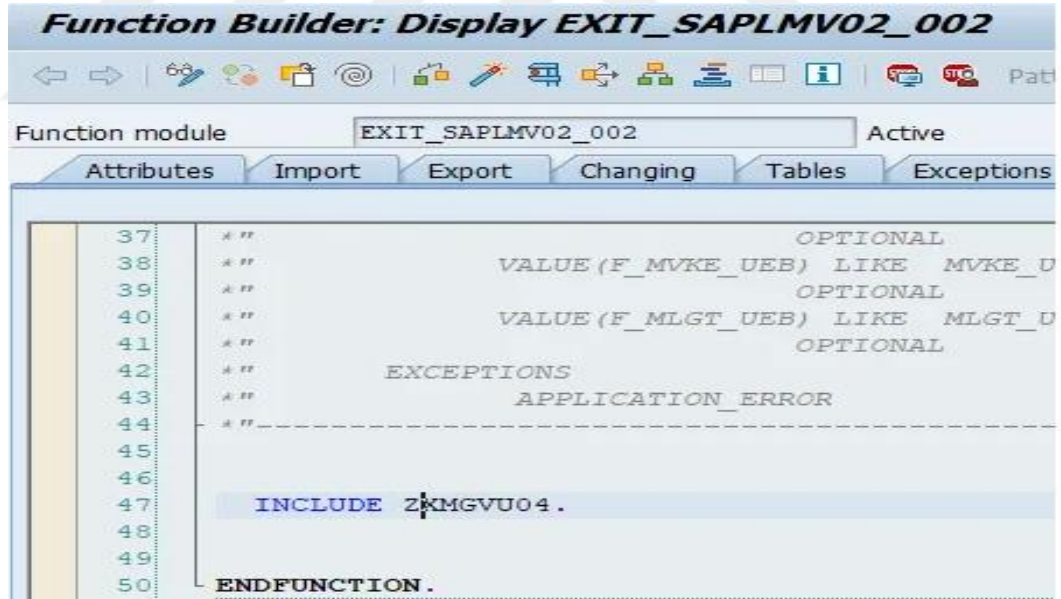 Function Builder: Display EXIT_SAPLMV02_002
Patt
Function module EXIT_SAPLMV02_002 Active
Attributes Import Export Changing Tables Exceptions
37 *" OPTIONAL
38 *" VALUE(F_MVKE_UEB) LIKE MVKE_U
39 *" OPTIONAL
40 *" VALUE(F_MLGT_UEB) LIKE MLGT_U
41 *" OPTIONAL
42 *" EXCEPTIONS
43 *" APPLICATION_ERROR
44 *"----------------------------------------------------
45
46
47 INCLUDE ZXMGVU04.
48
49
50 ENDFUNCTION.